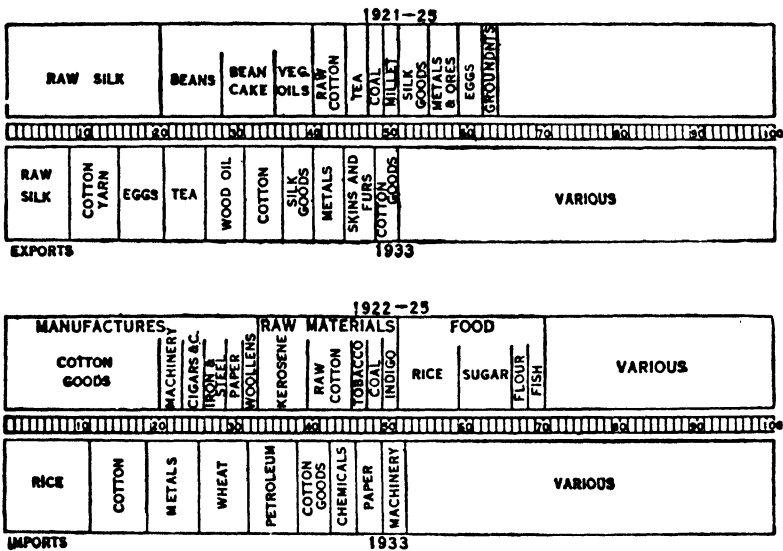 1921-25
RAW SILK
BEANS
BEAN CAKE
VEG. OILS
RAW COTTON
TEA
COAL
MILLET
SILK GOODS
METALS & ORES
EGGS
GROUNDNTS
10 20 30 40 50 60 70 80 90 100
RAW SILK
COTTON YARN
EGGS
TEA
WOOD OIL
COTTON
SILK GOODS
METALS
SKINS AND FURS
COTTON GOODS
VARIOUS
EXPORTS
1933
1922-25
MANUFACTURES
RAW MATERIALS
FOOD
COTTON GOODS
MACHINERY
CIGARS &C.
IRON & STEEL
PAPER
WOOLLENS
KEROSENE
RAW COTTON
TOBACCO
COAL
INDIGO
RICE
SUGAR
FLOUR
FISH
VARIOUS
10 20 30 40 50 60 70 80 90 100
RICE
COTTON
METALS
WHEAT
PETROLEUM
COTTON GOODS
CHEMICALS
PAPER
MACHINERY
VARIOUS
IMPORTS
1933